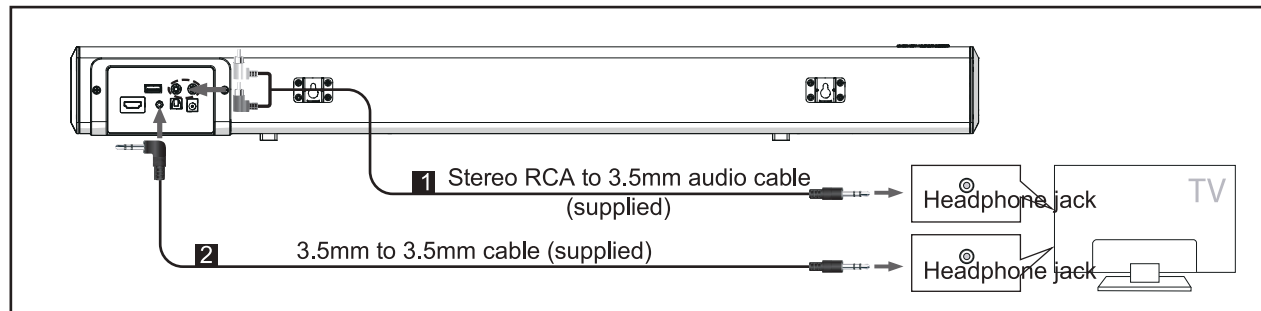 1 Stereo RCA to 3.5mm audio cable
(supplied)
Headphone jack
TV
2 3.5mm to 3.5mm cable (supplied)
Headphone jack